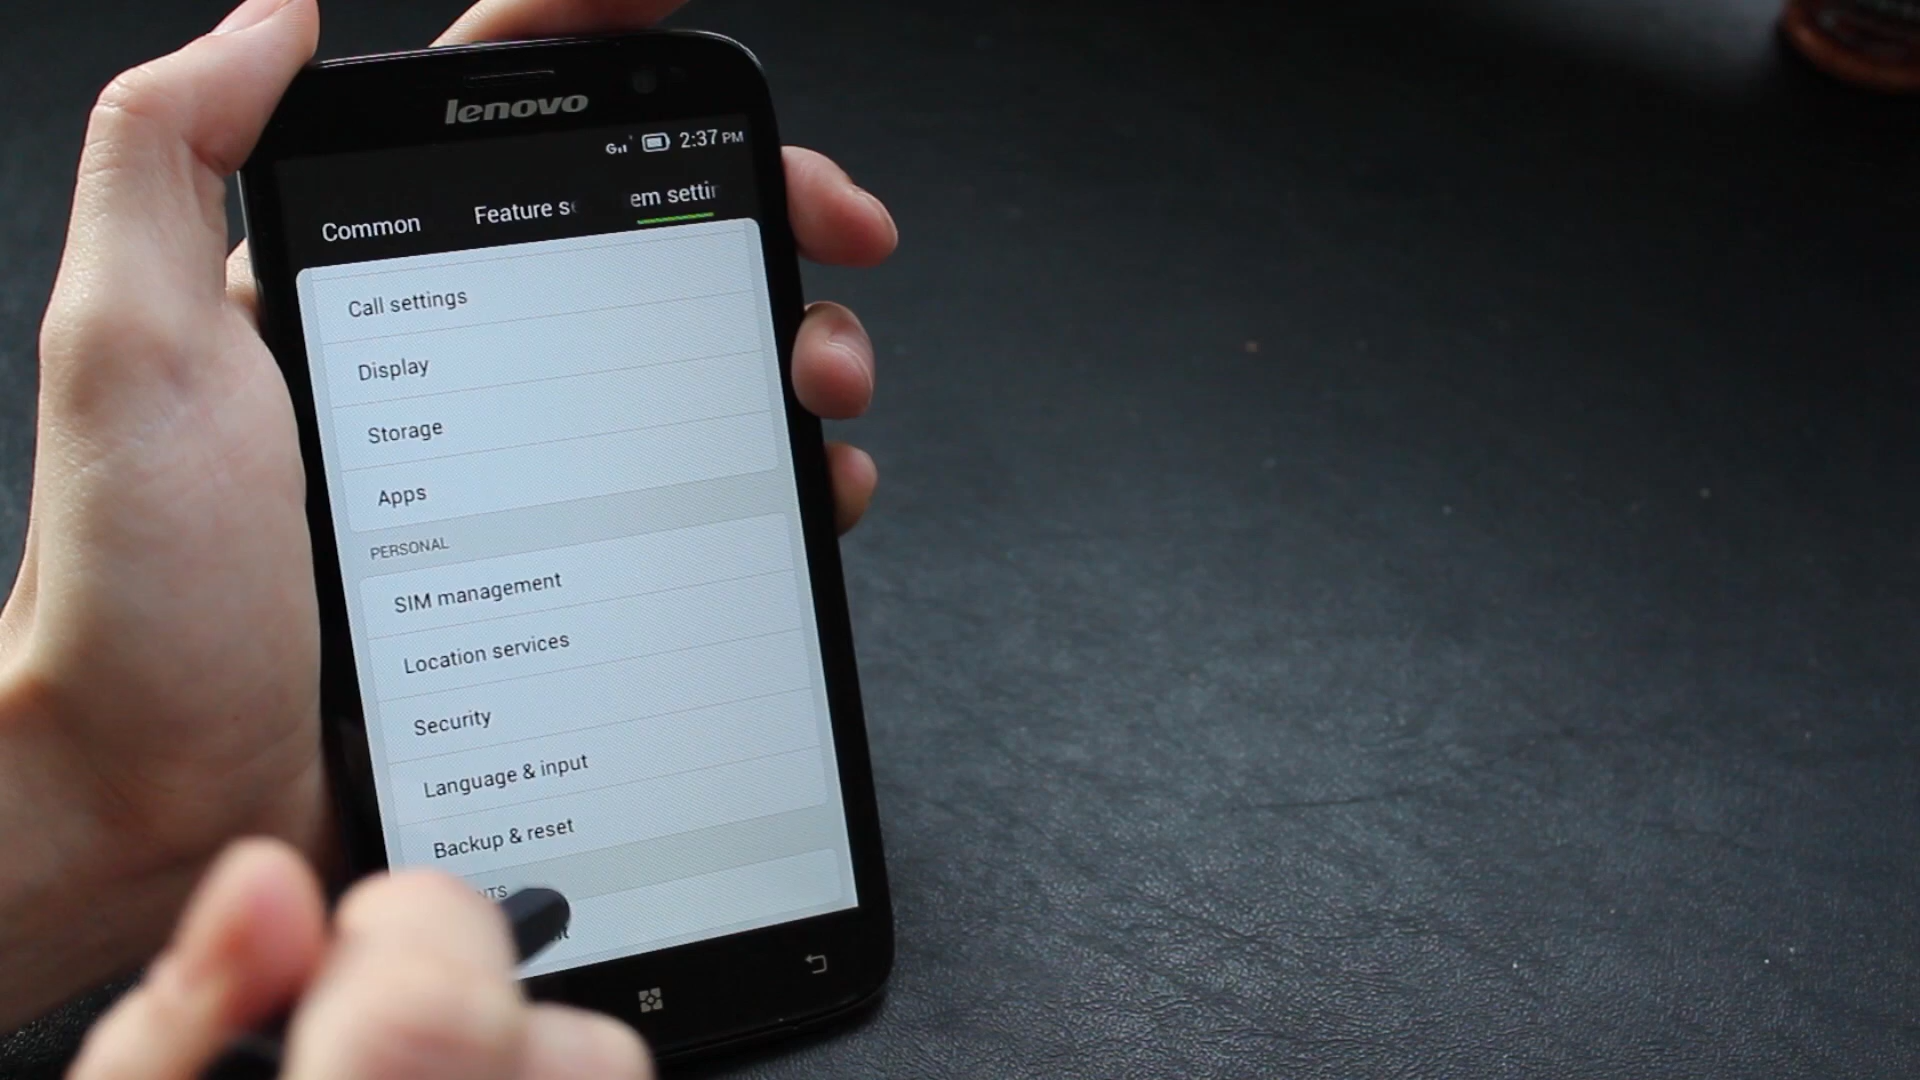 lenovo
2:37 PM
Common
Feature
em
Call settings
Display
Storage
Apps
PERSONAL
SIM management
Location services
Security
Language & input
Backup & reset